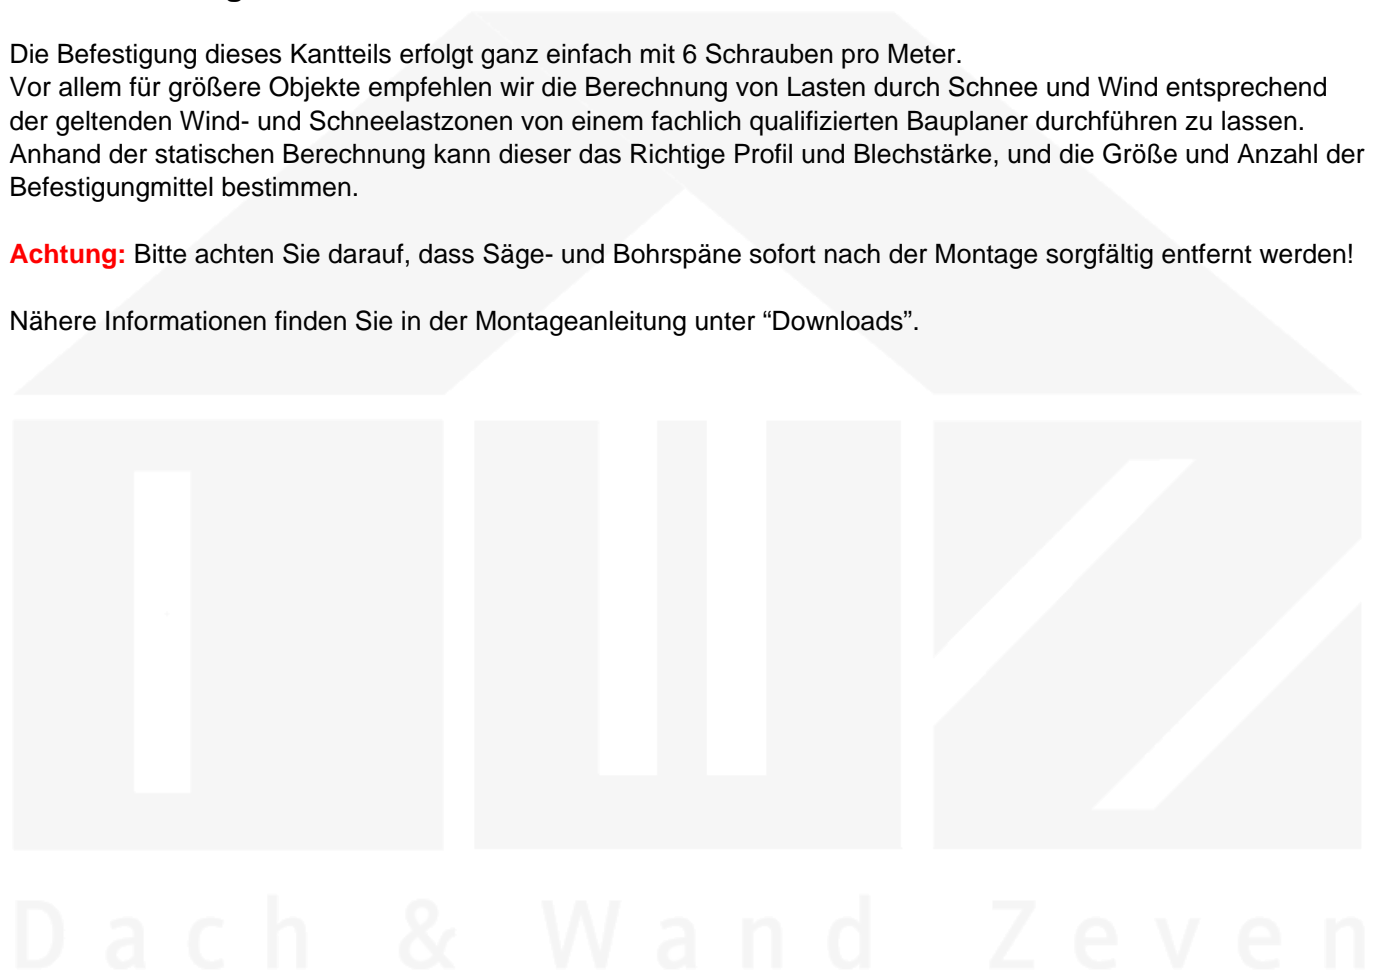 Die Befestigung dieses Kantteils erfolgt ganz einfach mit 6 Schrauben pro Meter.
Vor allem für größere Objekte empfehlen wir die Berechnung von Lasten durch Schnee und Wind entsprechend
der geltenden Wind- und Schneelastzonen von einem fachlich qualifizierten Bauplaner durchführen zu lassen.
Anhand der statischen Berechnung kann dieser das Richtige Profil und Blechstärke, und die Größe und Anzahl der
Befestigungmittel bestimmen.
Achtung: Bitte achten Sie darauf, dass Säge- und Bohrspäne sofort nach der Montage sorgfältig entfernt werden!
Nähere Informationen finden Sie in der Montageanleitung unter “Downloads”.
Dach & Wand Zeven